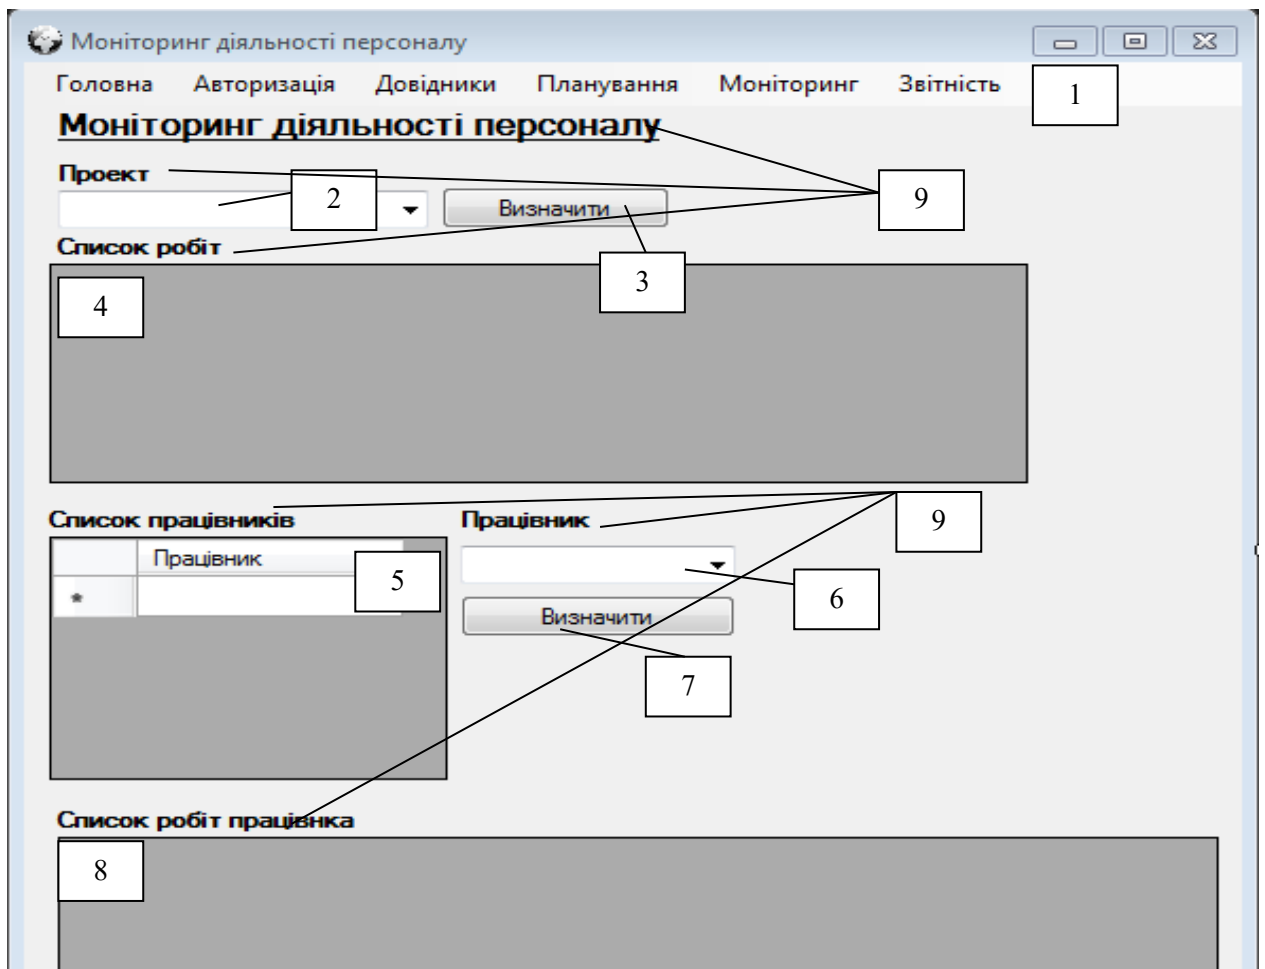 Моніторинг діяльності персоналу
Головна Авторизація Довідники Планування Моніторинг Звітність
1
Моніторинг діяльності персоналу
Проект
2
Визначити
9
Список робіт
3
4
Список працівників
Працівник
9
Працівник
5
6
*
Визначити
7
Список робіт працівнка
8